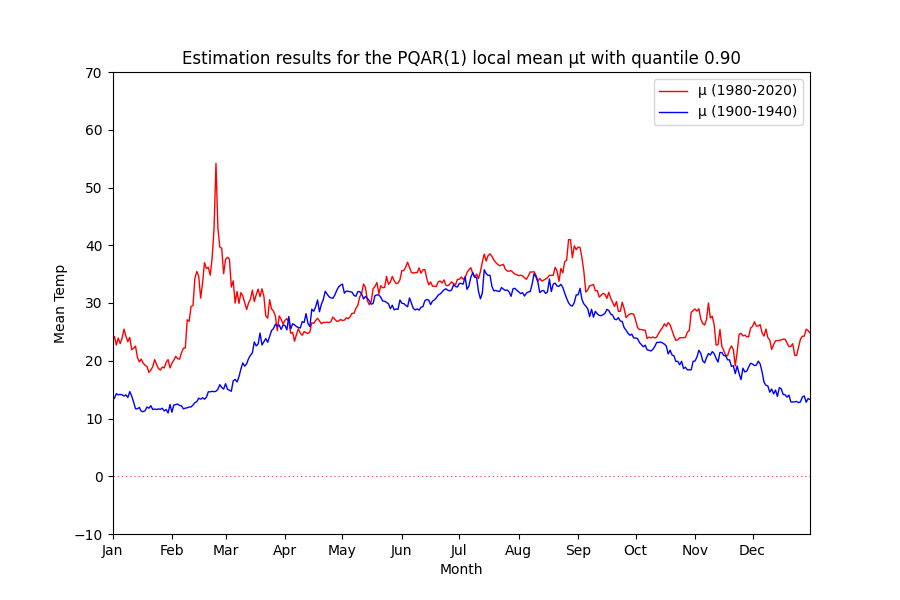 Estimation results for the PQAR(1) local mean µt with quantile 0.90
70
60
50
40
30
20
10
0
−10
Mean Temp
µ (1980-2020)
µ (1900-1940)
Jan Feb Mar Apr May Jun Jul Aug Sep Oct Nov Dec
Month